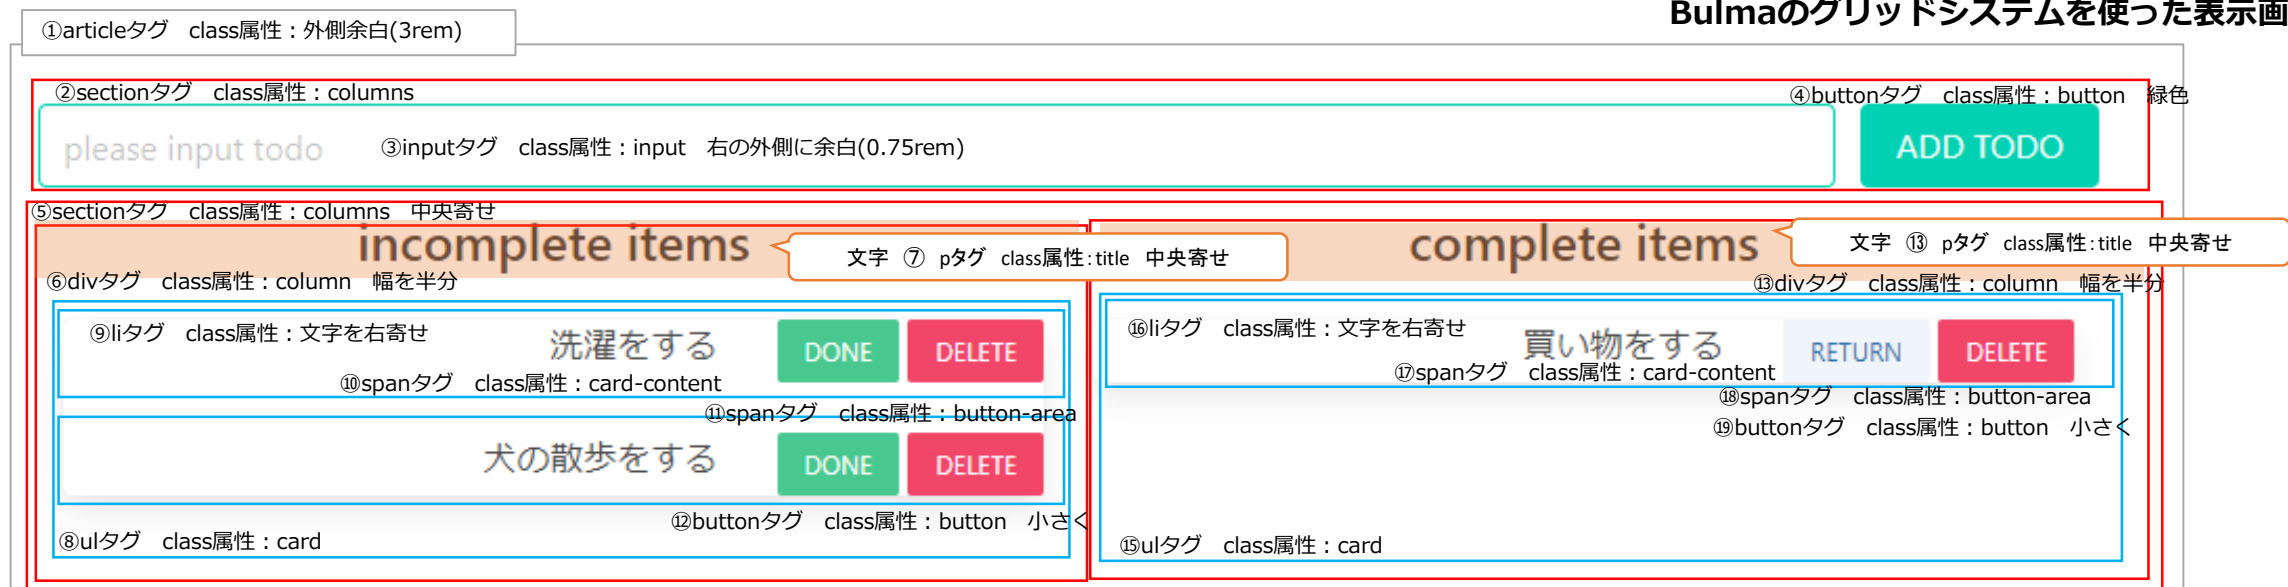 Bulmaのグリッドシステムを使った表示画
①articleタグ　class属性：外側余白(3rem)
②sectionタグ　class属性：columns
④buttonタグ　class属性：button　緑色
please input todo
③inputタグ　class属性：input　右の外側に余白(0.75rem)
ADD TODO
⑤sectionタグ　class属性：columns　中央寄せ
incomplete items
文字　⑦　pタグ　class属性：title　中央寄せ
⑥divタグ　class属性：column　幅を半分
⑨liタグ　class属性：文字を右寄せ
洗濯をする
DONE
DELETE
⑩spanタグ　class属性：card-content
⑪spanタグ　class属性：button-area
犬の散歩をする
DONE
DELETE
⑫buttonタグ　class属性：button　小さく
⑧ulタグ　class属性：card
complete items
文字　⑬　pタグ　class属性：title　中央寄せ
⑬divタグ　class属性：column　幅を半分
⑯liタグ　class属性：文字を右寄せ
買い物をする
RETURN
DELETE
⑰spanタグ　class属性：card-content
⑱spanタグ　class属性：button-area
⑲buttonタグ　class属性：button　小さく
⑮ulタグ　class属性：card